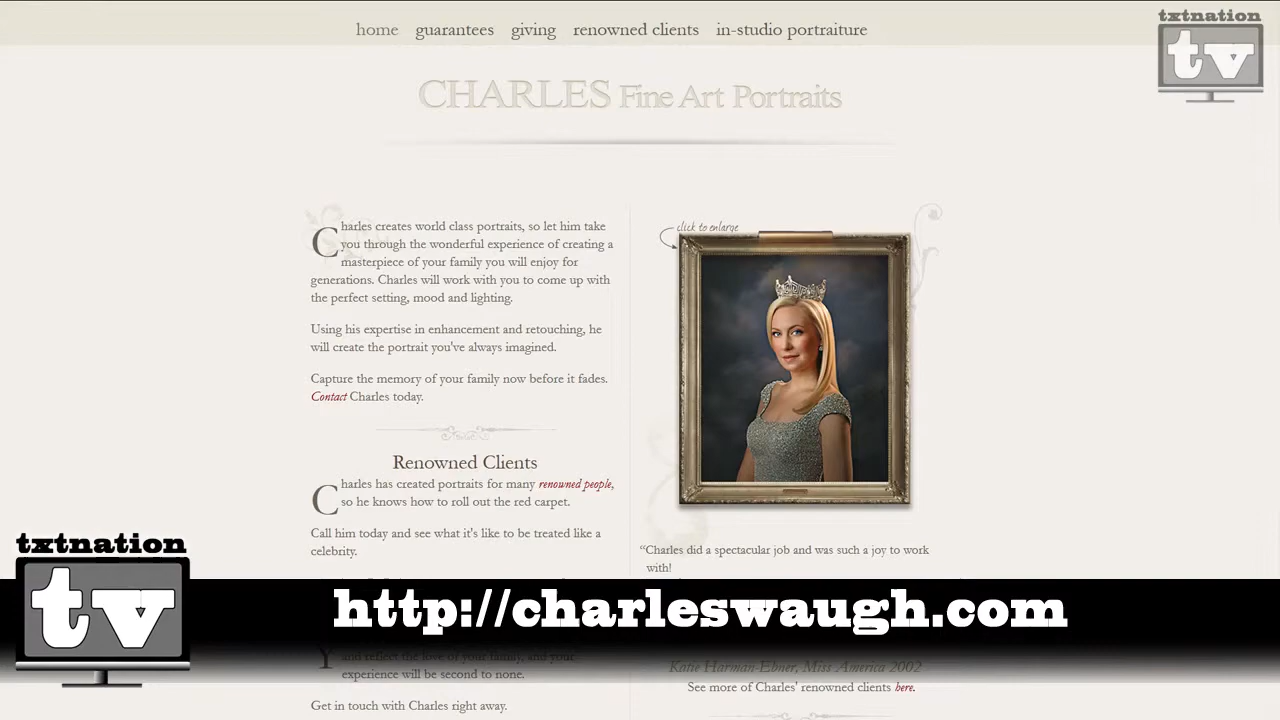 home guarantees giving renowned clients in-studio portraiture
txtnation
tv
CHARLES Fine Art Portraits
Charles creates world class portraits, so let him take
you through the wonderful experience of creating a
masterpiece of your family you will enjoy for
generations. Charles will work with you to come up with
the perfect setting, mood and lighting.
Using his expertise in enhancement and retouching, he
will create the portrait you've always imagined.
Capture the memory of your family now before it fades.
Contact Charles today.
Renowned Clients
Charles has created portraits for many renowned people,
so he knows how to roll out the red carpet.
Call him today and see what it's like to be treated like a
celebrity.
click to enlarge
“Charles did a spectacular job and was such a joy to work
with!
txtnation
tv
http://charleswaugh.com
Y and reflect the love of your family, and your
experience will be second to none.
Get in touch with Charles right away.
Katie Harman-Ebner, Miss America 2002
See more of Charles' renowned clients here.